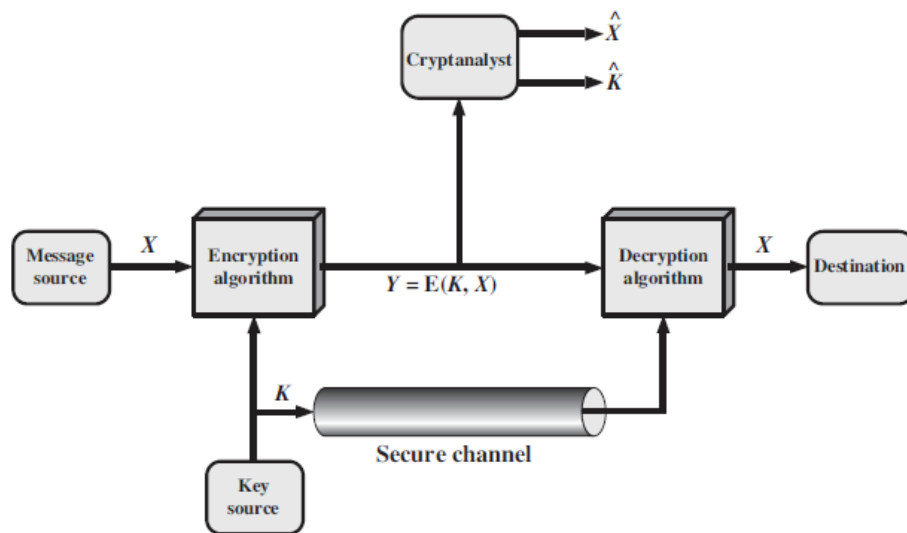 X̂
Cryptanalyst
K̂
X
Message
source
Encryption
algorithm
Y = E(K, X)
Decryption
algorithm
X
Destination
K
Secure channel
Key
source